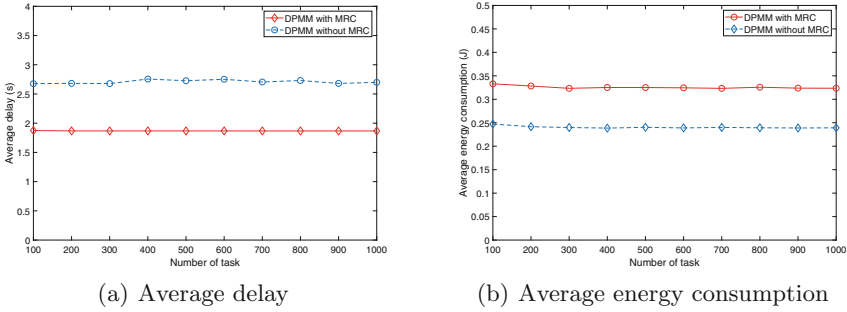 4
3.5
3
2.5
2
1.5
1
0.5
0
Average delay (s)
DPMM with MRC
DPMM without MRC
100 200 300 400 500 600 700 800 900 1000
Number of task
(a) Average delay
0.5
0.45
0.4
0.35
0.3
0.25
0.2
0.15
0.1
0.05
0
Average energy consumption (J)
DPMM with MRC
DPMM without MRC
100 200 300 400 500 600 700 800 900 1000
Number of task
(b) Average energy consumption